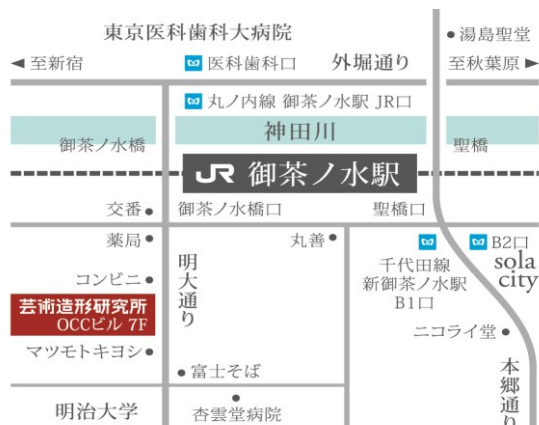 東京医科歯科大病院
湯島聖堂
至新宿
医科歯科口
外堀通り
至秋葉原
丸ノ内線 御茶ノ水駅 JR口
神田川
御茶ノ水橋
聖橋
JR 御茶ノ水駅
交番
御茶ノ水橋口
聖橋口
薬局
丸善
B2口
sola
city
明大通り
千代田線
新御茶ノ水駅
B1口
コンビニ
芸術造形研究所
OCCビル 7F
ニコライ堂
マツモトキヨシ
富士そば
本郷通り
明治大学
杏雲堂病院